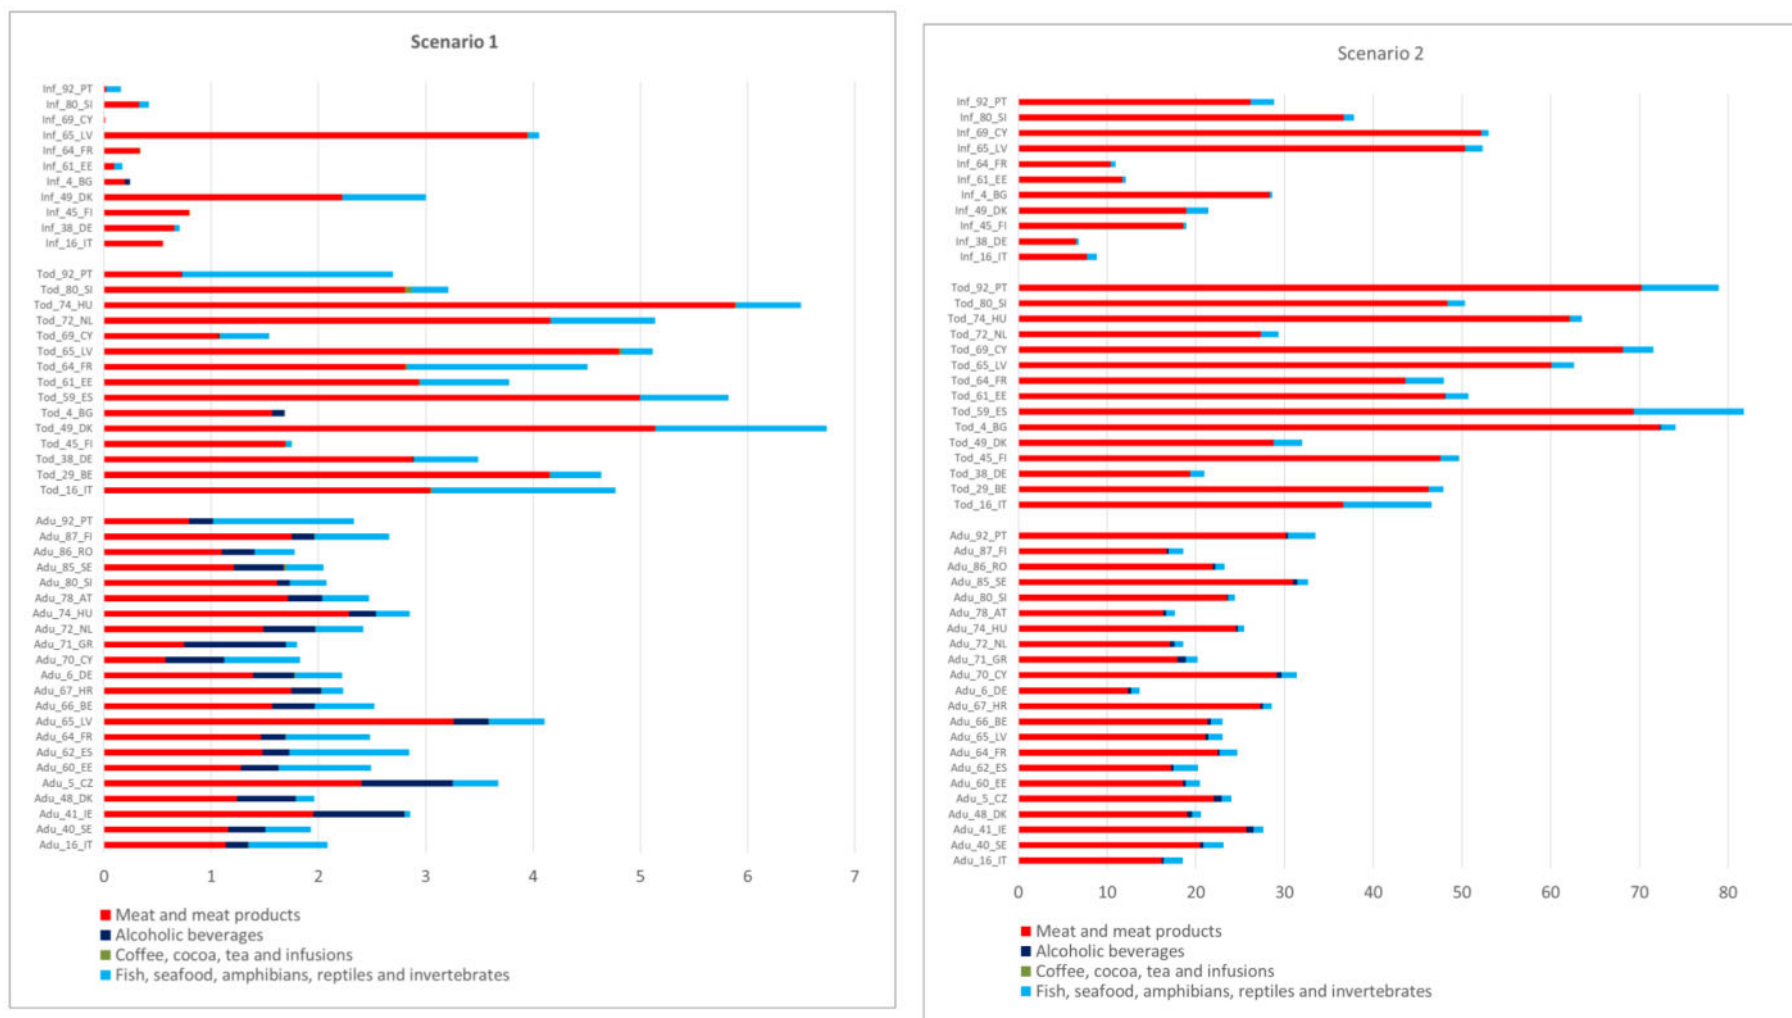 Scenario 1
Inf_92_PT
Inf_80_SI
Inf_69_CY
Inf_65_LV
Inf_64_FR
Inf_61_EE
Inf_4_BG
Inf_49_DK
Inf_45_FI
Inf_38_DE
Inf_16_IT
Tod_92_PT
Tod_80_SI
Tod_74_HU
Tod_72_NL
Tod_69_CY
Tod_65_LV
Tod_64_FR
Tod_61_EE
Tod_59_ES
Tod_4_BG
Tod_49_DK
Tod_45_FI
Tod_38_DE
Tod_29_BE
Tod_16_IT
Adu_92_PT
Adu_87_FI
Adu_86_RO
Adu_85_SE
Adu_80_SI
Adu_78_AT
Adu_74_HU
Adu_72_NL
Adu_71_GR
Adu_70_CY
Adu_6_DE
Adu_67_HR
Adu_66_BE
Adu_65_LV
Adu_64_FR
Adu_62_ES
Adu_60_EE
Adu_5_CZ
Adu_48_DK
Adu_41_IE
Adu_40_SE
Adu_16_IT
0 1 2 3 4 5 6 7
Meat and meat products
Alcoholic beverages
Coffee, cocoa, tea and infusions
Fish, seafood, amphibians, reptiles and invertebrates
Scenario 2
Inf_92_PT
Inf_80_SI
Inf_69_CY
Inf_65_LV
Inf_64_FR
Inf_61_EE
Inf_4_BG
Inf_49_DK
Inf_45_FI
Inf_38_DE
Inf_16_IT
Tod_92_PT
Tod_80_SI
Tod_74_HU
Tod_72_NL
Tod_69_CY
Tod_65_LV
Tod_64_FR
Tod_61_EE
Tod_59_ES
Tod_4_BG
Tod_49_DK
Tod_45_FI
Tod_38_DE
Tod_29_BE
Tod_16_IT
Adu_92_PT
Adu_87_FI
Adu_86_RO
Adu_85_SE
Adu_80_SI
Adu_78_AT
Adu_74_HU
Adu_72_NL
Adu_71_GR
Adu_70_CY
Adu_6_DE
Adu_67_HR
Adu_66_BE
Adu_65_LV
Adu_64_FR
Adu_62_ES
Adu_60_EE
Adu_5_CZ
Adu_48_DK
Adu_41_IE
Adu_40_SE
Adu_16_IT
0 10 20 30 40 50 60 70 80
Meat and meat products
Alcoholic beverages
Coffee, cocoa, tea and infusions
Fish, seafood, amphibians, reptiles and invertebrates